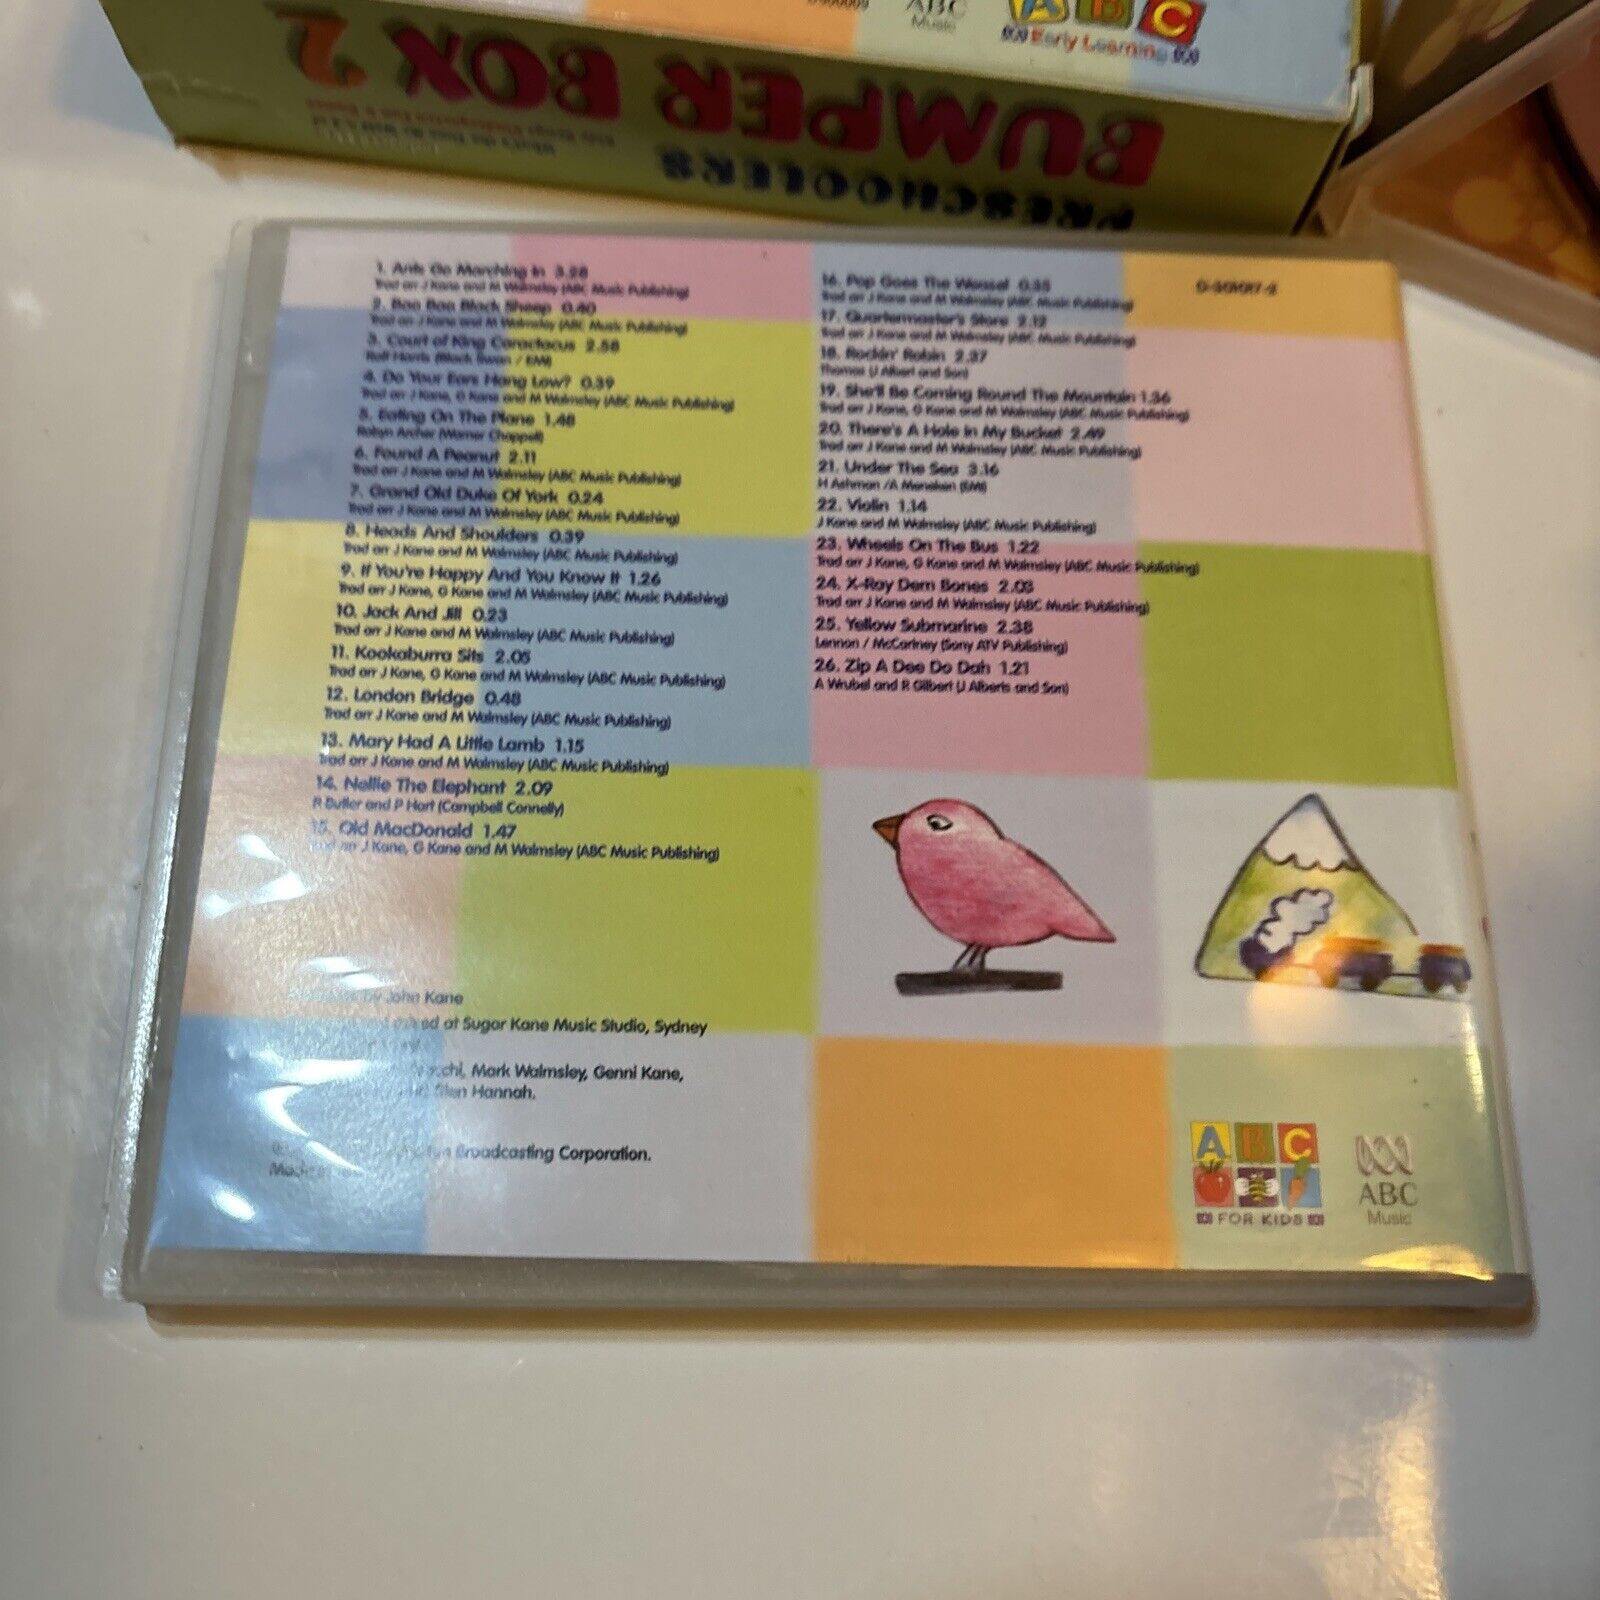 ABC
Music
ABC
Early Learning
BUMPER BOX 2
PRESCHOOLERS
1. Ants Go Marching In 3.28
Trad arr J Kane and M Walmsley (ABC Music Publishing)
2. Baa Baa Black Sheep 0.40
Trad arr J Kane and M Walmsley (ABC Music Publishing)
3. Court of King Caractacus 2.58
Rolf Harris (Black Swan / EMI)
4. Do Your Ears Hang Low? 0.39
Trad arr J Kane, G Kane and M Walmsley (ABC Music Publishing)
5. Eating On The Plane 1.48
Robyn Archer (Warner Chappell)
6. Found A Peanut 2.11
Trad arr J Kane and M Walmsley (ABC Music Publishing)
7. Grand Old Duke Of York 0.24
Trad arr J Kane and M Walmsley (ABC Music Publishing)
8. Heads And Shoulders 0.39
Trad arr J Kane and M Walmsley (ABC Music Publishing)
9. If You're Happy And You Know It 1.26
Trad arr J Kane, G Kane and M Walmsley (ABC Music Publishing)
10. Jack And Jill 0.23
Trad arr J Kane and M Walmsley (ABC Music Publishing)
11. Kookaburra Sits 2.05
Trad arr J Kane, G Kane and M Walmsley (ABC Music Publishing)
12. London Bridge 0.48
Trad arr J Kane and M Walmsley (ABC Music Publishing)
13. Mary Had A Little Lamb 1.15
Trad arr J Kane and M Walmsley (ABC Music Publishing)
14. Nellie The Elephant 2.09
R Butler and P Hart (Campbell Connelly)
15. Old MacDonald 1.47
Trad arr J Kane, G Kane and M Walmsley (ABC Music Publishing)
16. Pop Goes The Weasel 0.35
Trad arr J Kane and M Walmsley (ABC Music Publishing)
17. Quartermaster's Store 2.12
Trad arr J Kane and M Walmsley (ABC Music Publishing)
18. Rockin' Robin 2.37
Thomas (J Albert and Son)
19. She'll Be Coming Round The Mountain 1.36
Trad arr J Kane, G Kane and M Walmsley (ABC Music Publishing)
20. There's A Hole In My Bucket 2.49
Trad arr J Kane and M Walmsley (ABC Music Publishing)
21. Under The Sea 3.16
H Ashman /A Menaken (EMI)
22. Violin 1.14
J Kane and M Walmsley (ABC Music Publishing)
23. Wheels On The Bus 1.22
Trad arr J Kane, G Kane and M Walmsley (ABC Music Publishing)
24. X-Ray Dem Bones 2.03
Trad arr J Kane and M Walmsley (ABC Music Publishing)
25. Yellow Submarine 2.38
Lennon / McCartney (Sony ATV Publishing)
26. Zip A Dee Do Dah 1.21
A Wrubel and R Gilbert (J Alberts and Son)
by John Kane
at Sugar Kane Music Studio, Sydney
Mark Walmsley, Genni Kane,
Glen Hannah.
Broadcasting Corporation.
ABC
FOR KIDS
ABC
Music